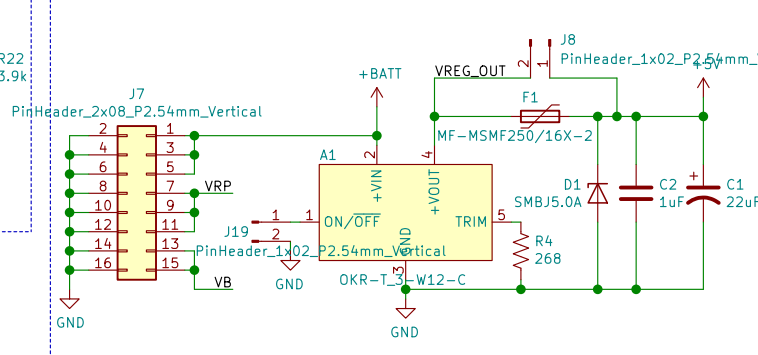 R22
3.9k
J7
PinHeader_2x08_P2.54mm_Vertical
2 1
4 3
6 5
8 7
10 9
12 11
14 13
16 15
GND
VRP
VB
+BATT
J19
PinHeader_1x02_P2.54mm_Vertical
1
2
GND
A1
OKR-T_3-W12-C
2
+VIN
4
+VOUT
1
ON/OFF
5
TRIM
3
GND
GND
VREG_OUT
J8
PinHeader_1x02_P2.54mm_
2
1
F1
MF-MSMF250/16X-2
+5V
R4
268
D1
SMBJ5.0A
C2
1uF
+
C1
22uF